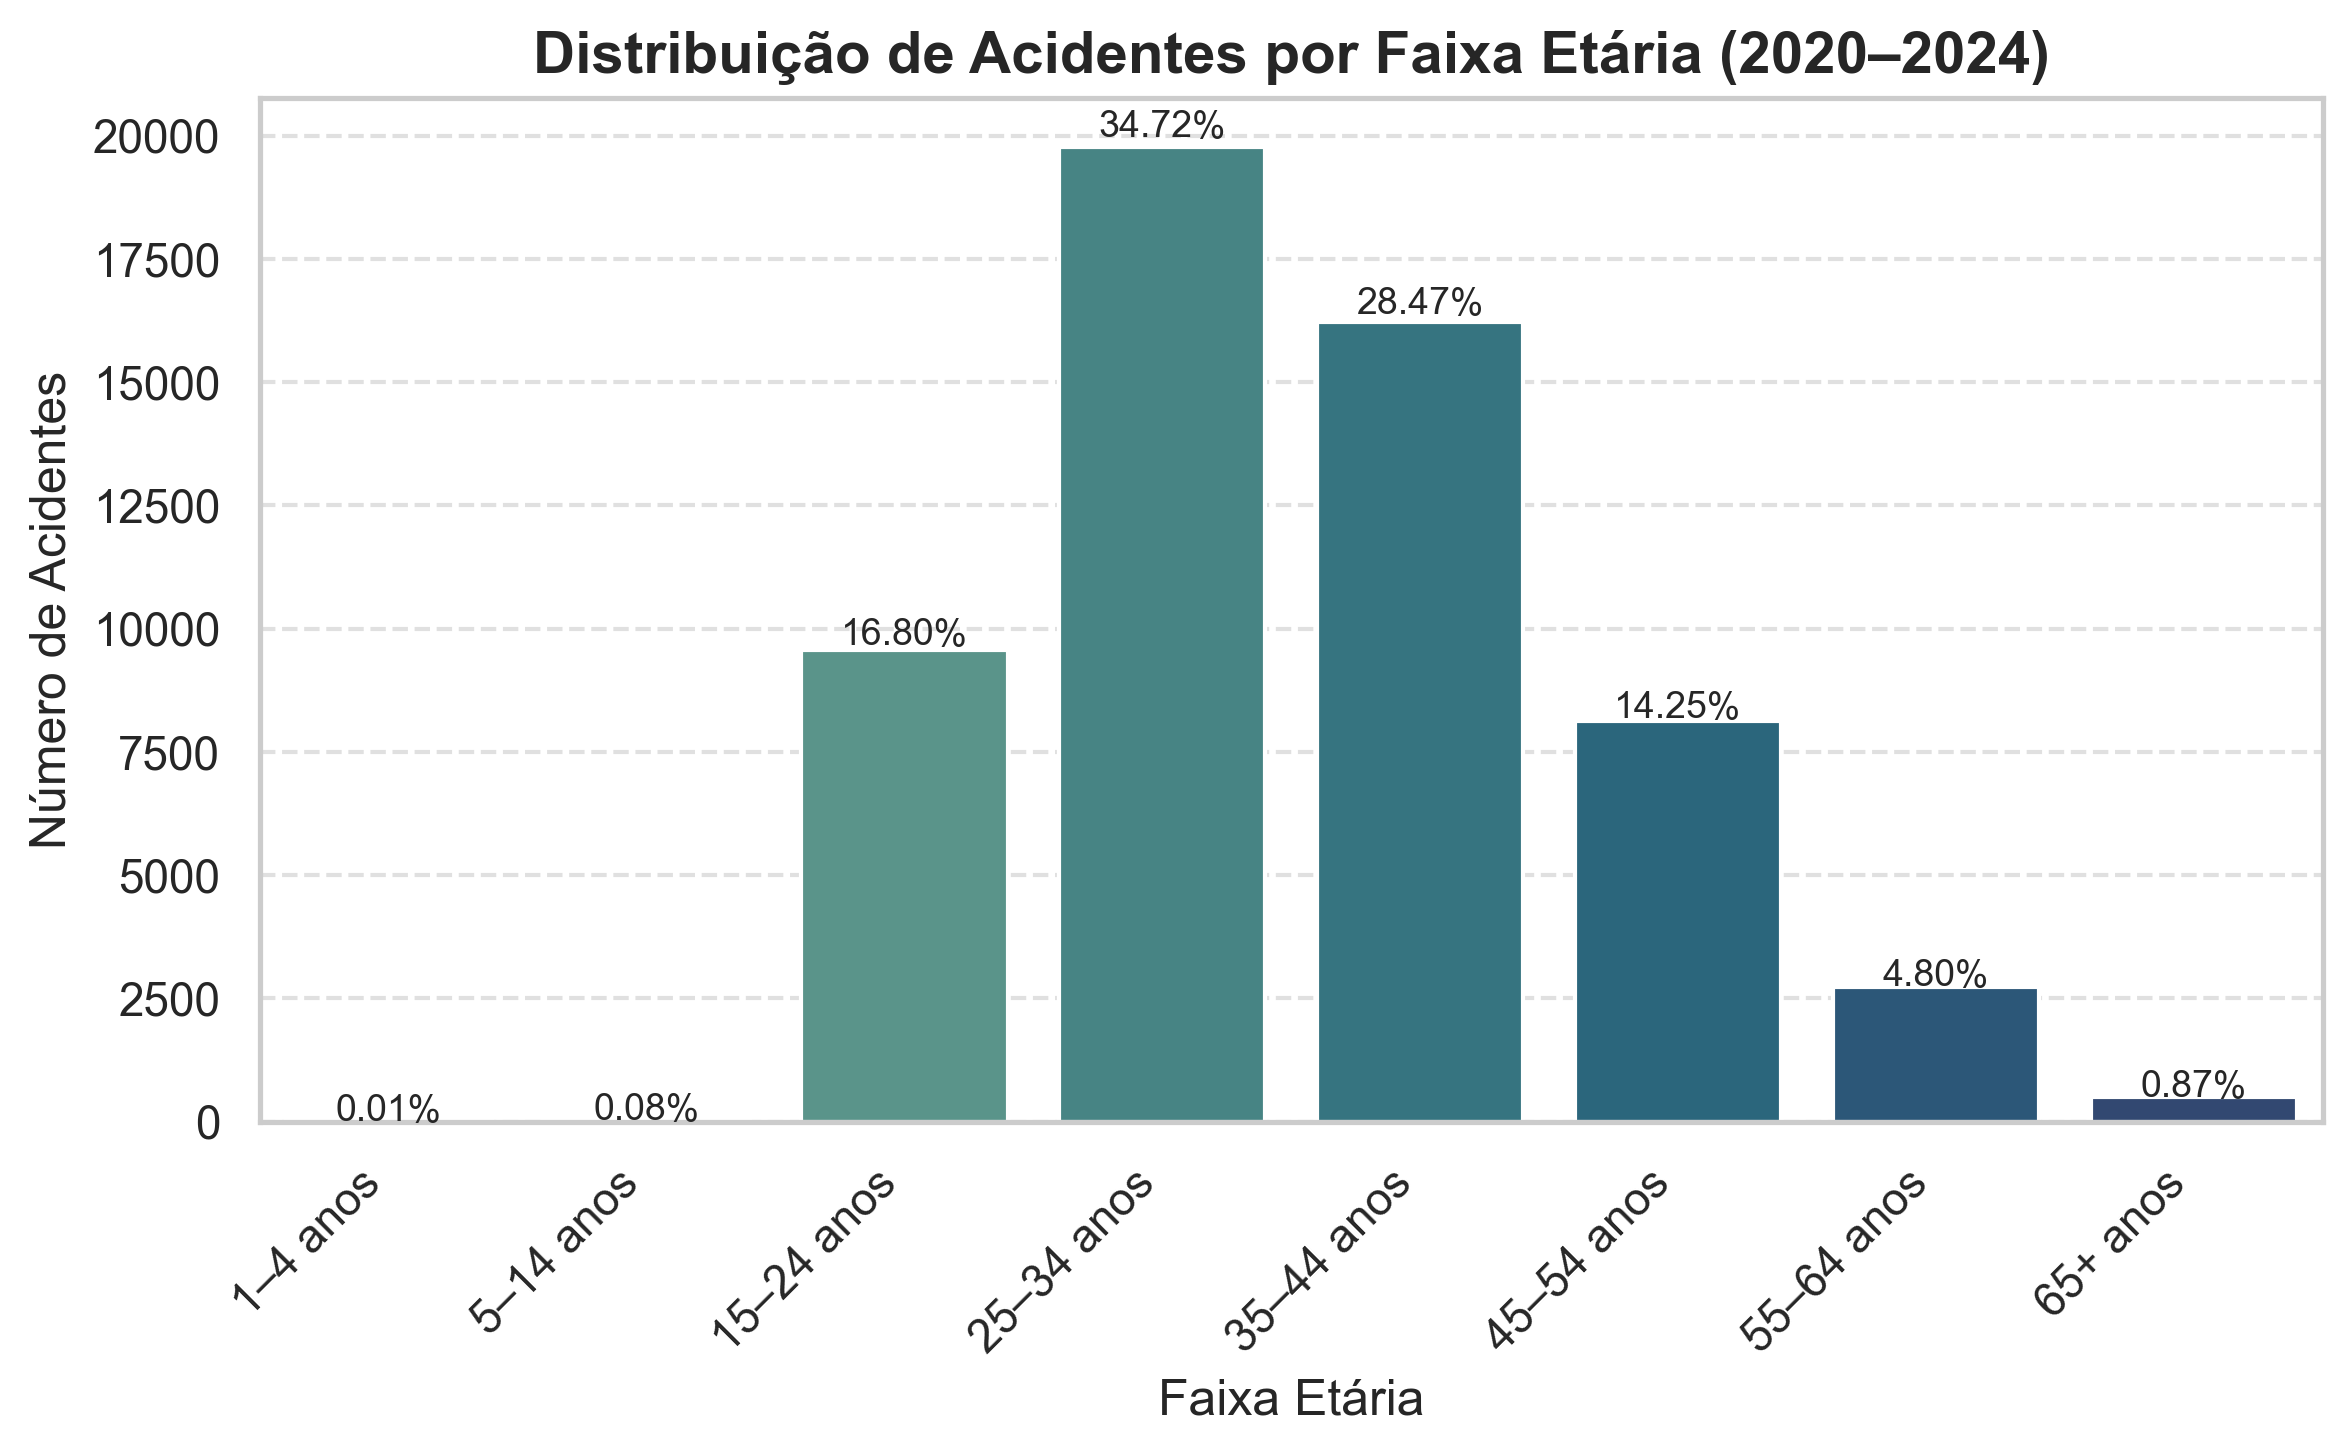 Distribuição de Acidentes por Faixa Etária (2020–2024)
Número de Acidentes
20000
17500
15000
12500
10000
7500
5000
2500
0
0.01%
0.08%
16.80%
34.72%
28.47%
14.25%
4.80%
0.87%
1–4 anos
5–14 anos
15–24 anos
25–34 anos
35–44 anos
45–54 anos
55–64 anos
65+ anos
Faixa Etária